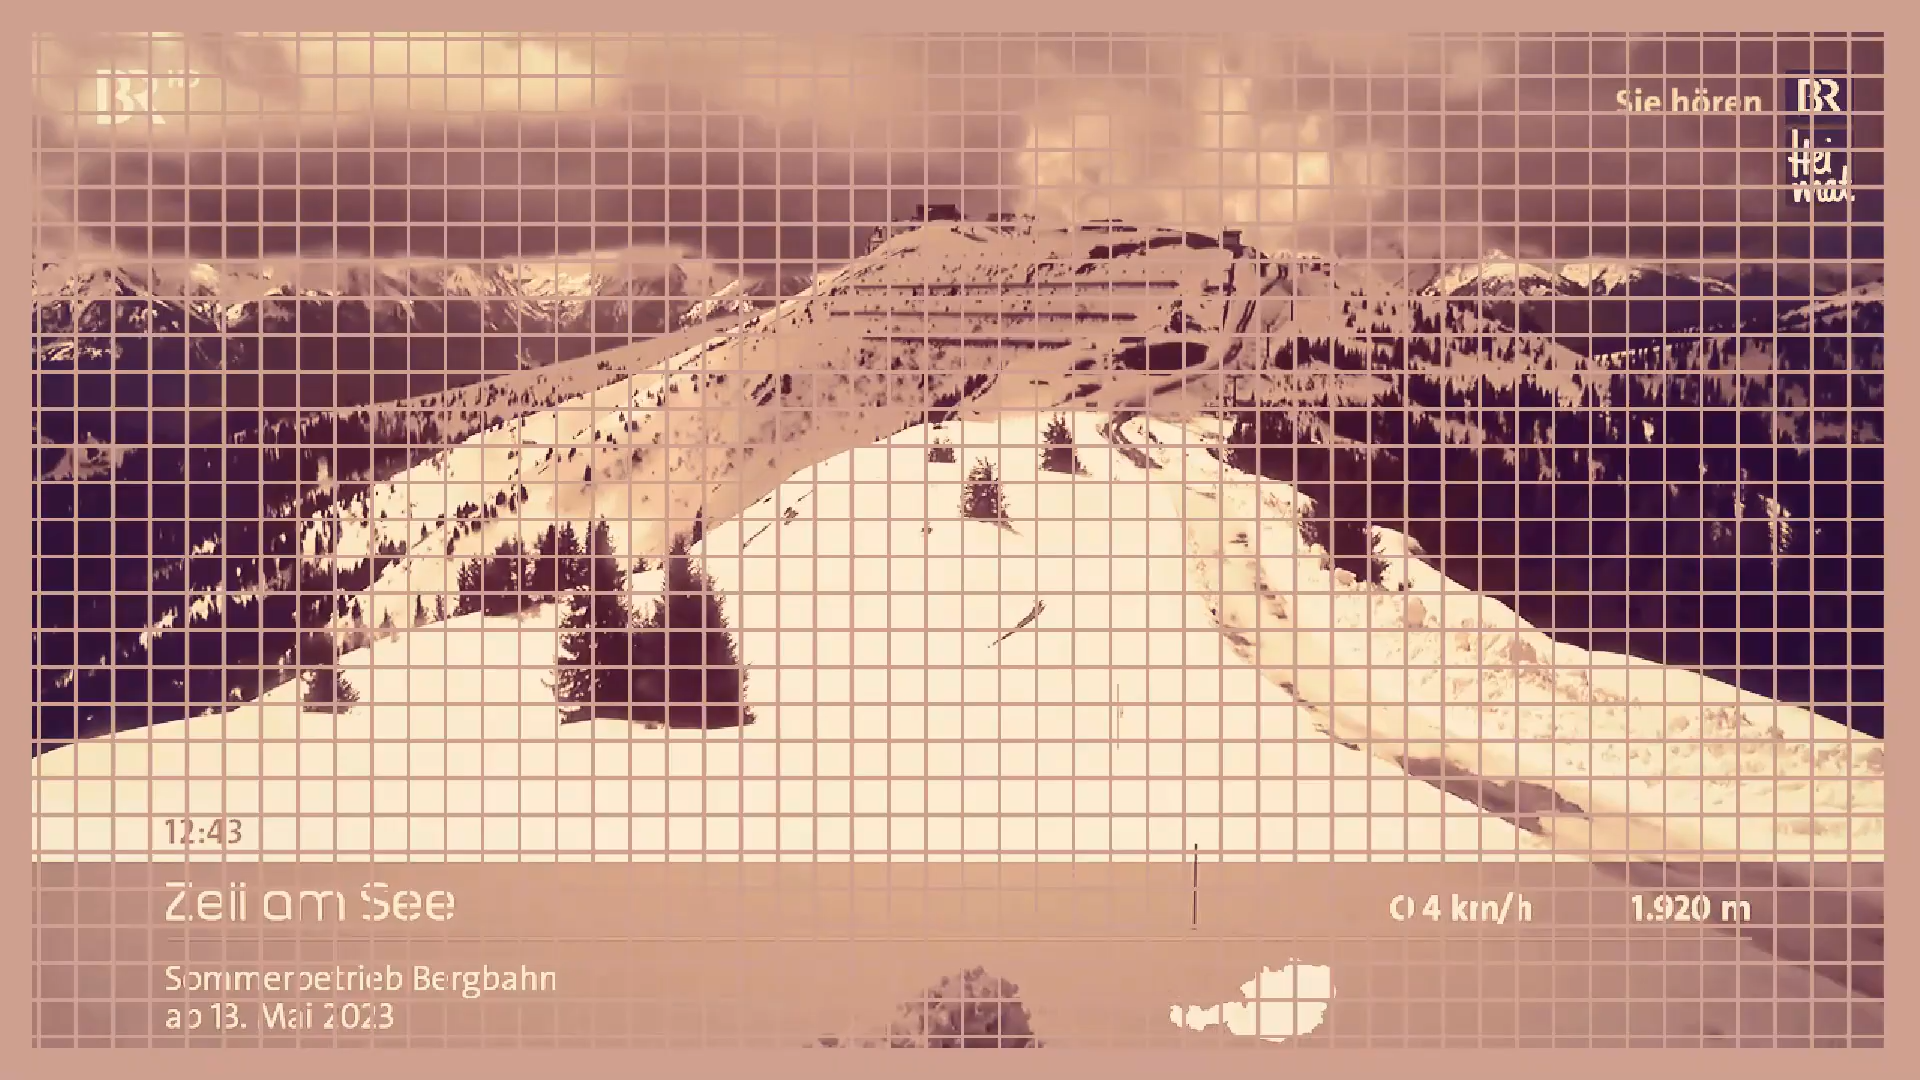 BR HD
Sie hören BR
Hei
mat
12:43
Zell am See
O 4 km/h
1.920 m
Sommerbetrieb Bergbahn
ab 13. Mai 2023